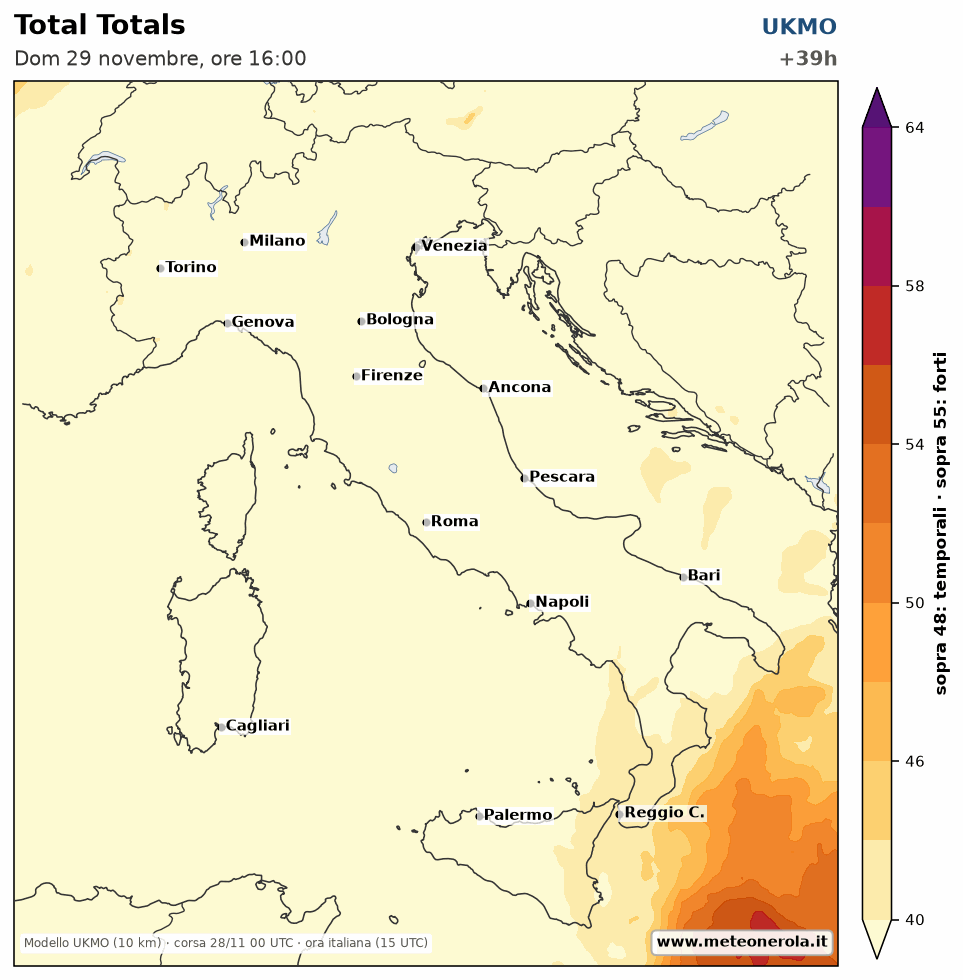 Total Totals
UKMO
Dom 29 novembre, ore 16:00
+39h
64
Milano
Venezia
Torino
58
Genova
Bologna
Firenze
Ancona
54
Pescara
Roma
Bari
50
Napoli
sopra 48: temporali · sopra 55: forti
Cagliari
46
Palermo
Reggio C.
40
Modello UKMO (10 km) · corsa 28/11 00 UTC · ora italiana (15 UTC)
www.meteonerola.it